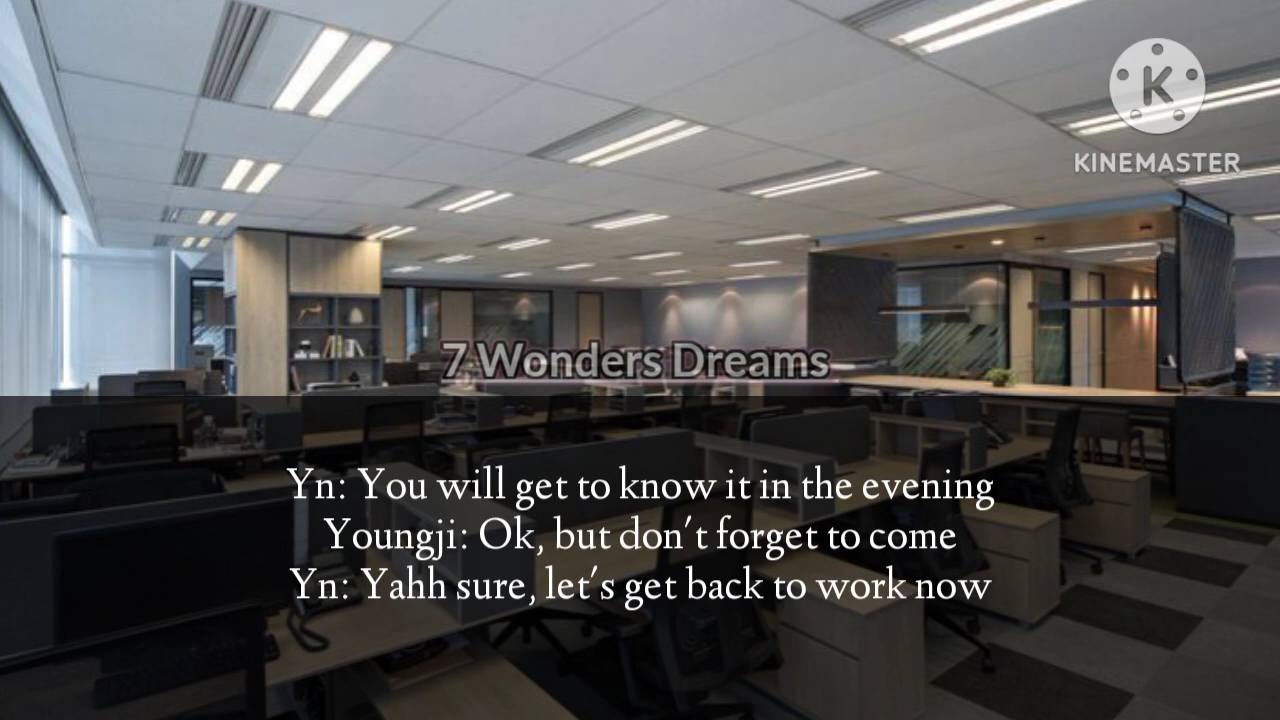 KINEMASTER
7 Wonders Dreams
Yn: You will get to know it in the evening
Youngji: Ok, but don't forget to come
Yn: Yahh sure, let's get back to work now